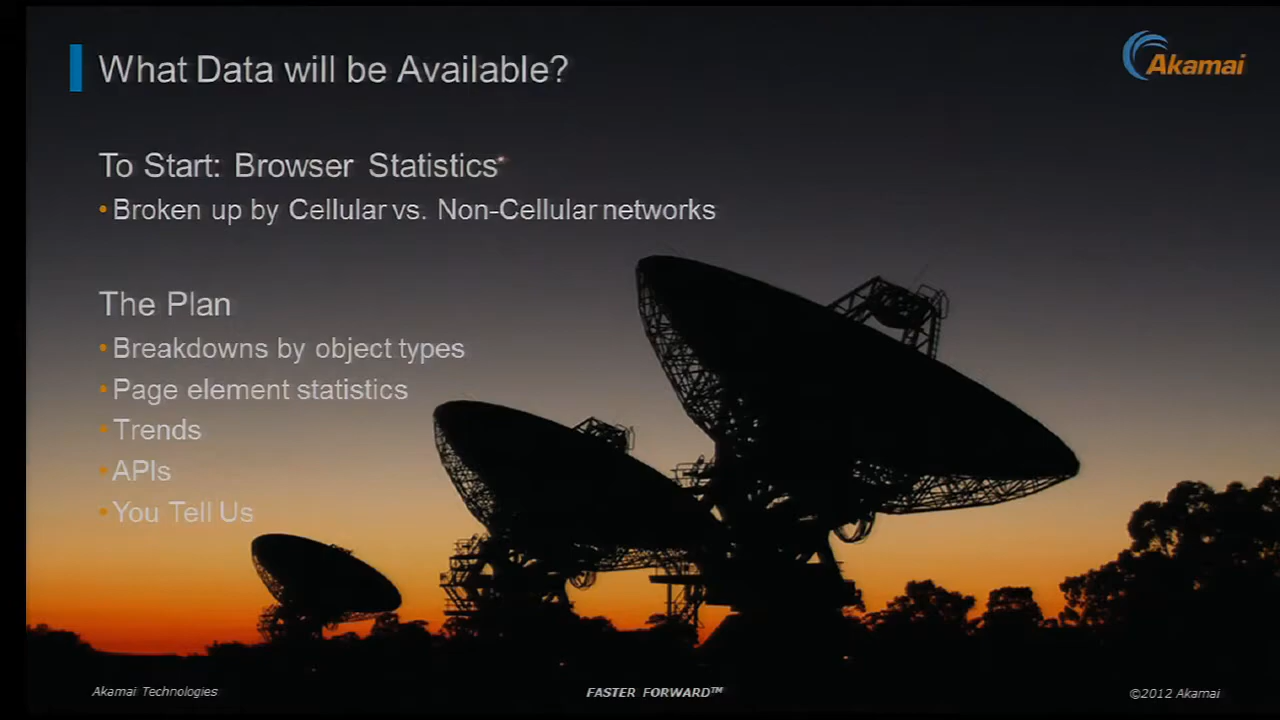 What Data will be Available?
Akamai
To Start: Browser Statistics
• Broken up by Cellular vs. Non-Cellular networks
The Plan
• Breakdowns by object types
• Page element statistics
• Trends
• APIs
• You Tell Us
Akamai Technologies
FASTER FORWARD™
©2012 Akamai